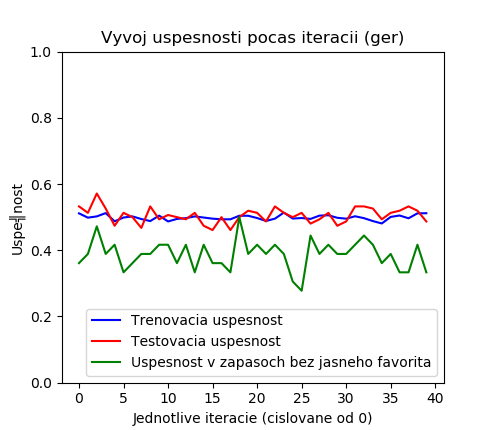 Vyvoj uspesnosti pocas iteracii (ger)
1.0
0.8
0.6
0.4
0.2
0.0
Uspe╣nost
Trenovacia uspesnost
Testovacia uspesnost
Uspesnost v zapasoch bez jasneho favorita
0 5 10 15 20 25 30 35 40
Jednotlive iteracie (cislovane od 0)